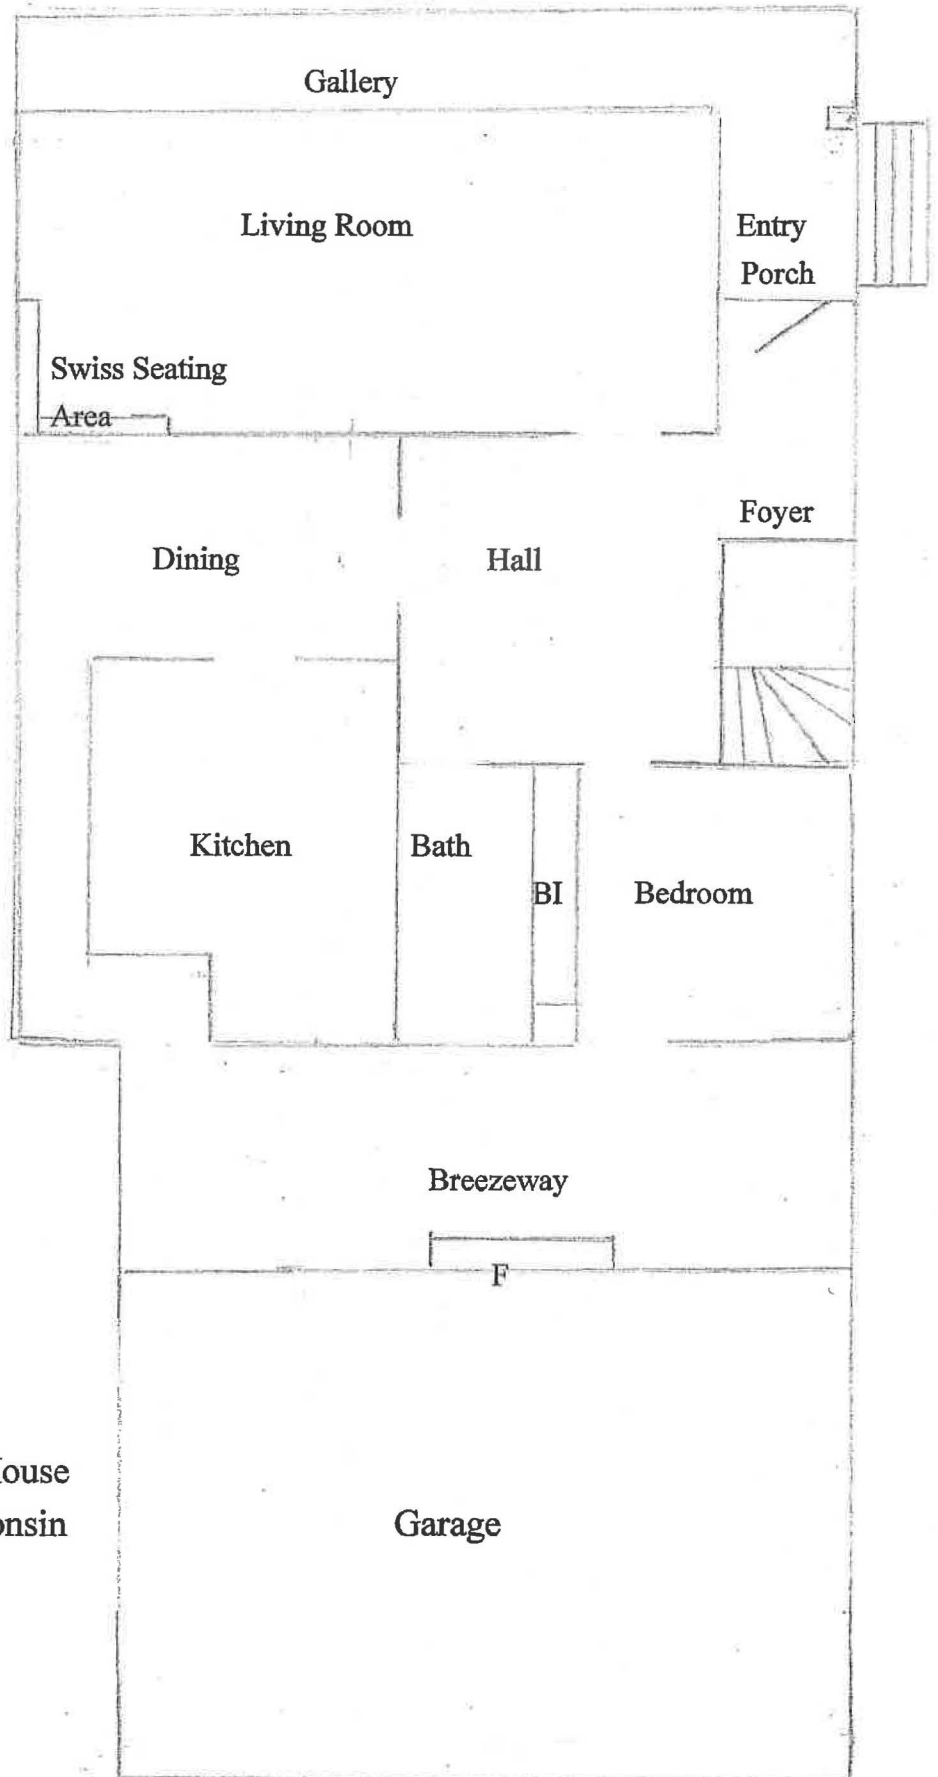 Gallery
Living Room
Entry
Porch
Swiss Seating
Area
Foyer
Dining
Hall
Kitchen
Bath
BI
Bedroom
Breezeway
F
Garage